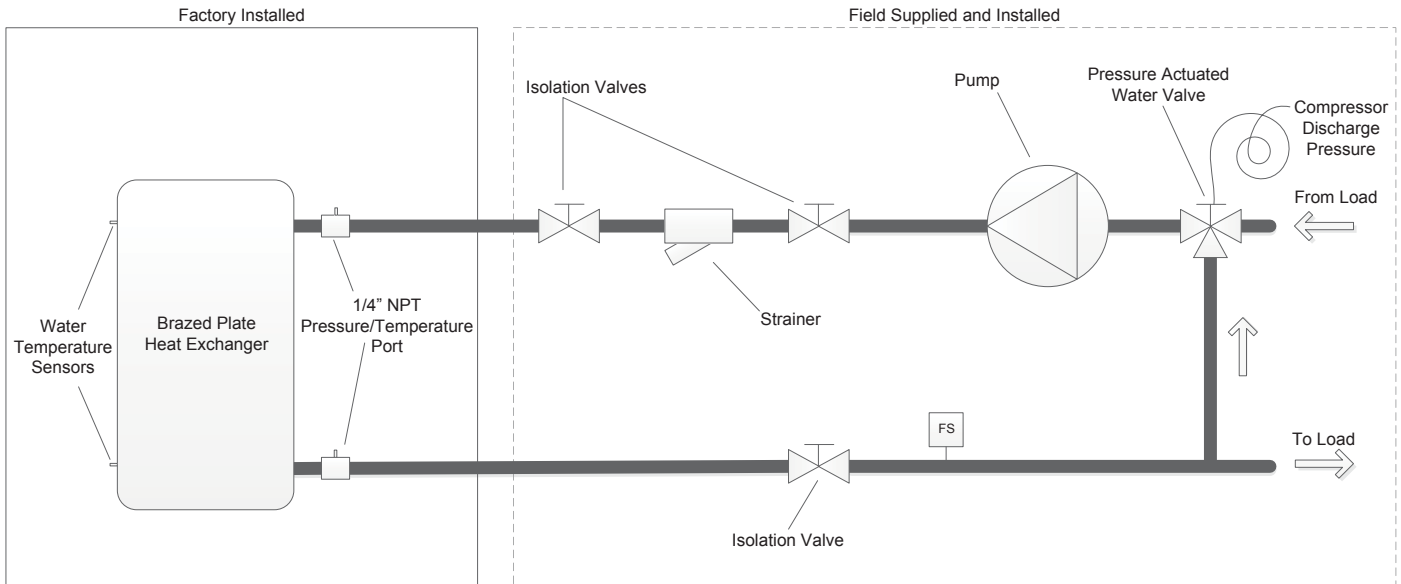 Factory Installed
Field Supplied and Installed
Isolation Valves
Pump
Pressure Actuated
Water Valve
Compressor
Discharge
Pressure
From Load
Water
Temperature
Sensors
Brazed Plate
Heat Exchanger
1/4” NPT
Pressure/Temperature
Port
Strainer
FS
To Load
Isolation Valve